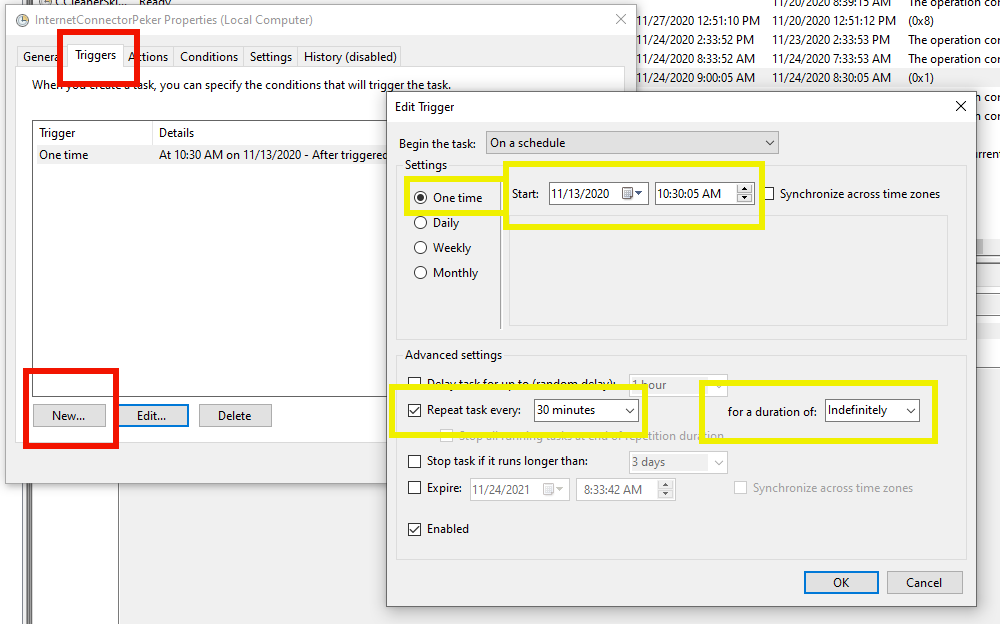 Ready
11/20/2020 8:39:15 AM The operation con
InternetConnectorPeker Properties (Local Computer)
11/27/2020 12:51:10 PM 11/20/2020 12:51:12 PM (0x8)
11/24/2020 2:33:52 PM 11/23/2020 2:33:53 PM The operation con
11/24/2020 8:33:52 AM 11/24/2020 7:33:53 AM The operation con
11/24/2020 9:00:05 AM 11/24/2020 8:30:05 AM (0x1)
General Triggers Actions Conditions Settings History (disabled)
When you create a task, you can specify the conditions that will trigger the task.
Trigger Details
One time At 10:30 AM on 11/13/2020 - After triggered
New... Edit... Delete
Edit Trigger
Begin the task: On a schedule
Settings
One time Start: 11/13/2020 10:30:05 AM Synchronize across time zones
Daily
Weekly
Monthly
Advanced settings
Delay task for up to (random delay): 1 hour
Repeat task every: 30 minutes for a duration of: Indefinitely
Stop all running tasks at end of repetition duration
Stop task if it runs longer than: 3 days
Expire: 11/24/2021 8:33:42 AM Synchronize across time zones
Enabled
OK Cancel